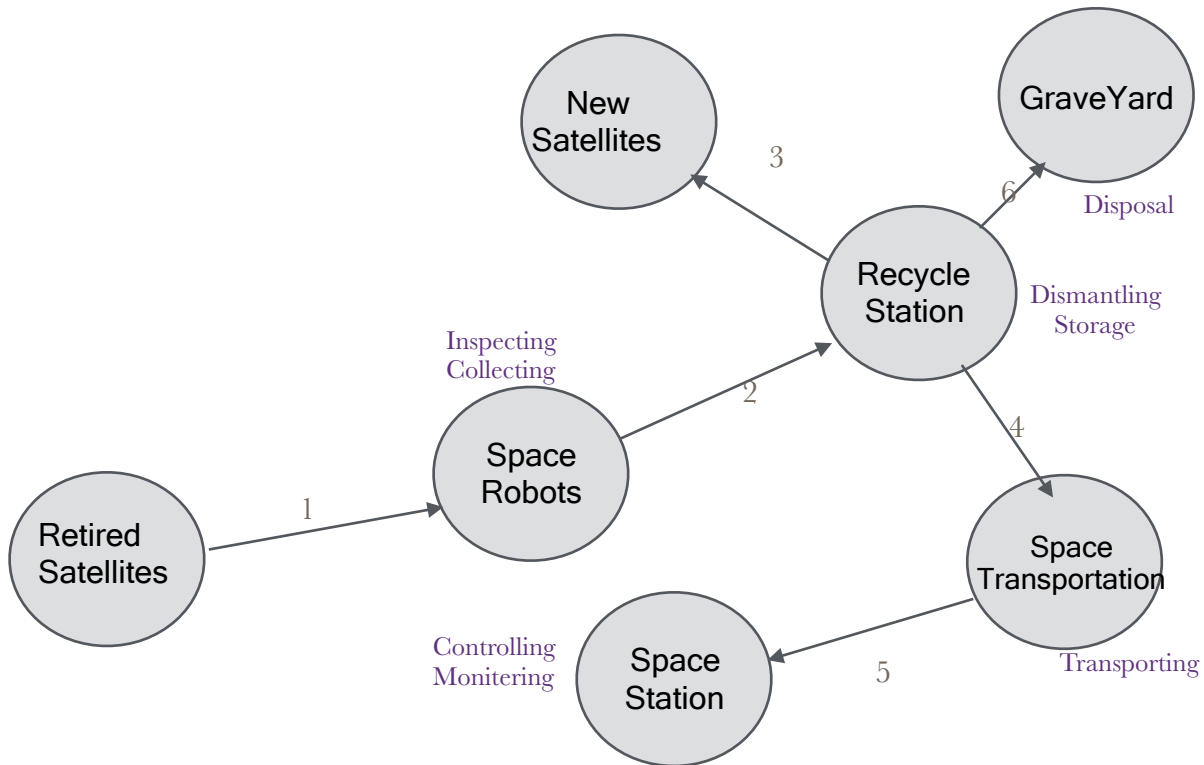 New
Satellites
GraveYard
3
6
Disposal
Recycle
Station
Dismantling
Storage
Inspecting
Collecting
2
4
Space
Robots
1
Retired
Satellites
Space
Transportation
Controlling
Monitering
Space
Station
5
Transporting